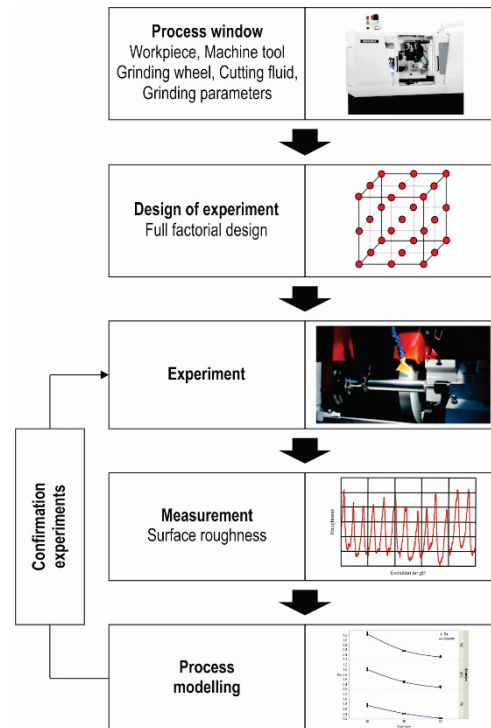 Process window
Workpiece, Machine tool
Grinding wheel, Cutting fluid,
Grinding parameters
Design of experiment
Full factorial design
Experiment
Confirmation
experiments
Measurement
Surface roughness
Roughness
Evolution length
Process
modelling